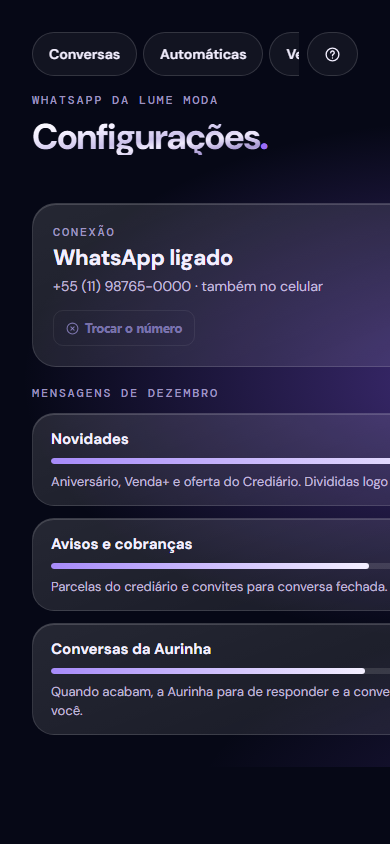 Conversas
Automáticas
WHATSAPP DA LUME MODA
Configurações.
CONEXÃO
WhatsApp ligado
+55 (11) 98765-0000 · também no celular
Trocar o número
MENSAGENS DE DEZEMBRO
Novidades
Aniversário, Venda+ e oferta do Crediário. Divididas logo
Avisos e cobranças
Parcelas do crediário e convites para conversa fechada.
Conversas da Aurinha
Quando acabam, a Aurinha para de responder e a conve
você.